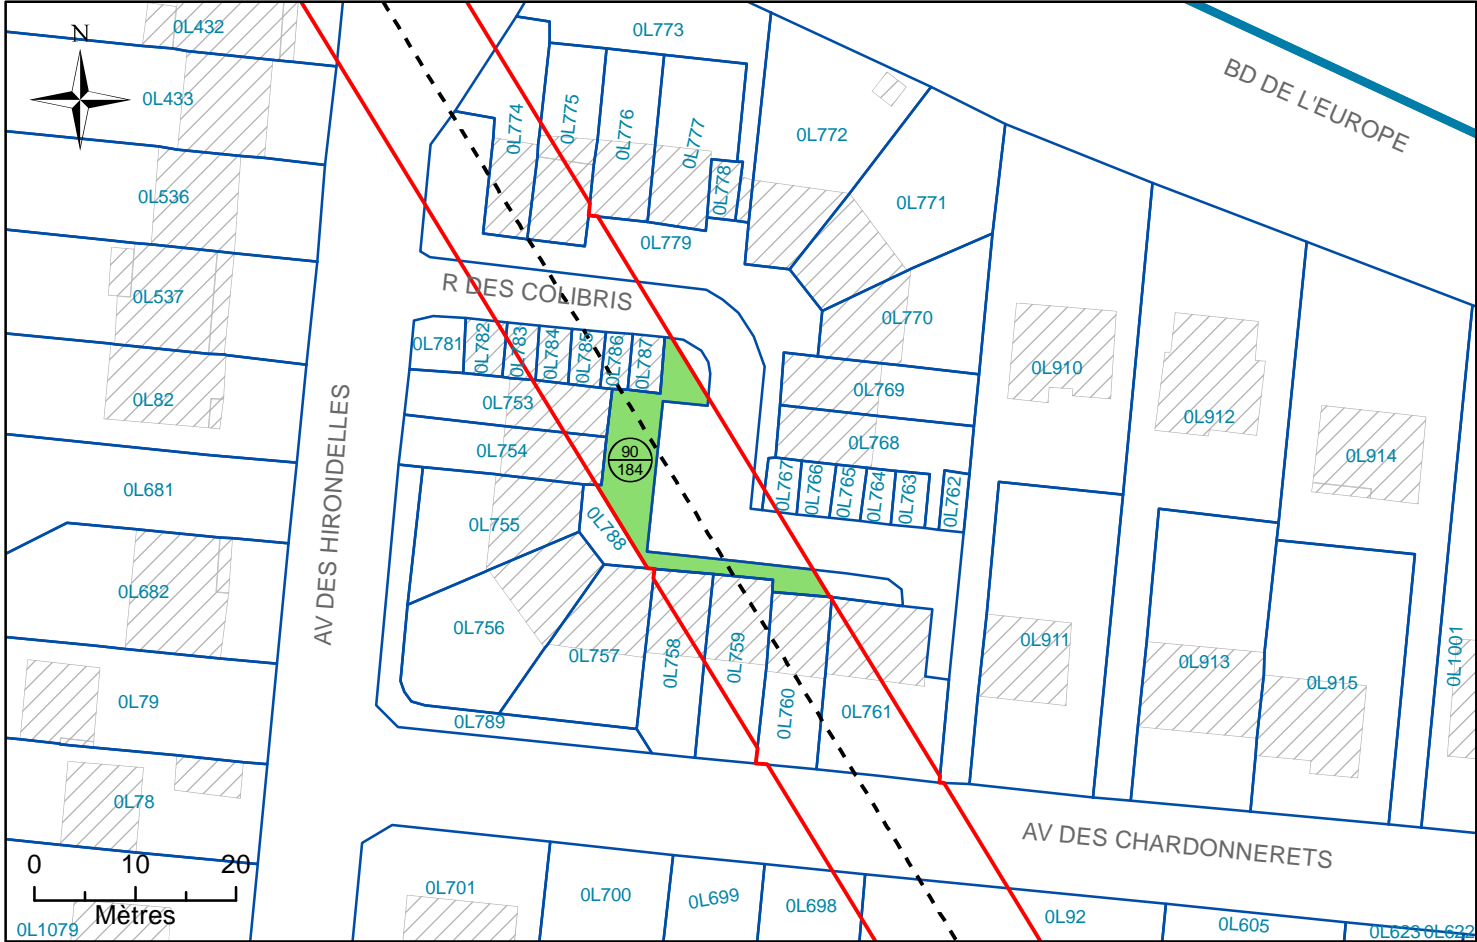 0L432
0L773
N
BD DE L'EUROPE
0L433
0L774
0L775
0L776
0L777
0L772
0L778
0L536
0L771
0L779
0L537
R DES COLIBRIS
0L770
0L781
0L782
0L783
0L784
0L785
0L786
0L787
0L910
0L82
0L753
0L769
0L912
0L754
0L768
90
184
0L914
0L681
0L767
0L766
0L765
0L764
0L763
0L762
AV DES HIRONDELLES
0L755
0L788
0L682
0L756
0L757
0L758
0L759
0L911
0L913
0L1001
0L915
0L79
0L789
0L760
0L761
0L78
AV DES CHARDONNERETS
0 10 20
Mètres
0L701
0L700
0L699
0L698
0L92
0L605
0L623
0L622
0L1079